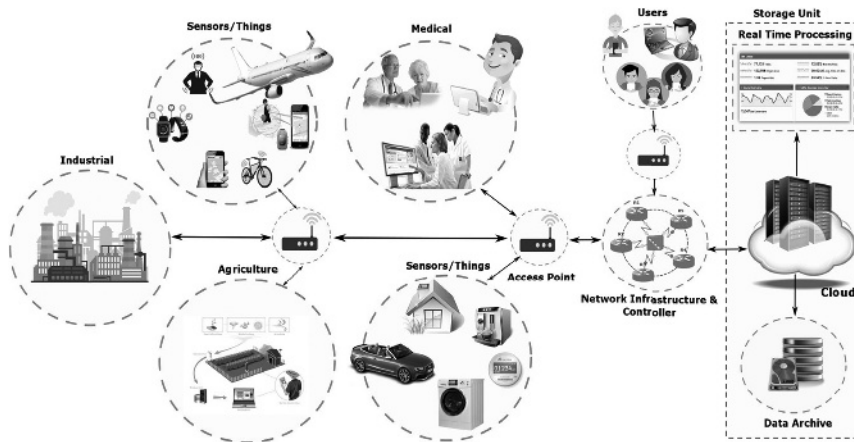 Sensors/Things
Medical
Users
Storage Unit
Real Time Processing
Industrial
Agriculture
Sensors/Things
Access Point
Network Infrastructure &
Controller
Cloud
Data Archive